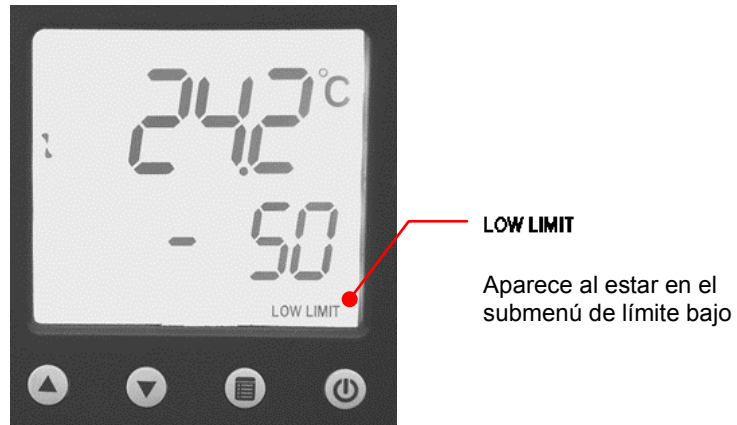 24.2°C
- 50
LOW LIMIT
LOW LIMIT
Aparece al estar en el
submenú de límite bajo